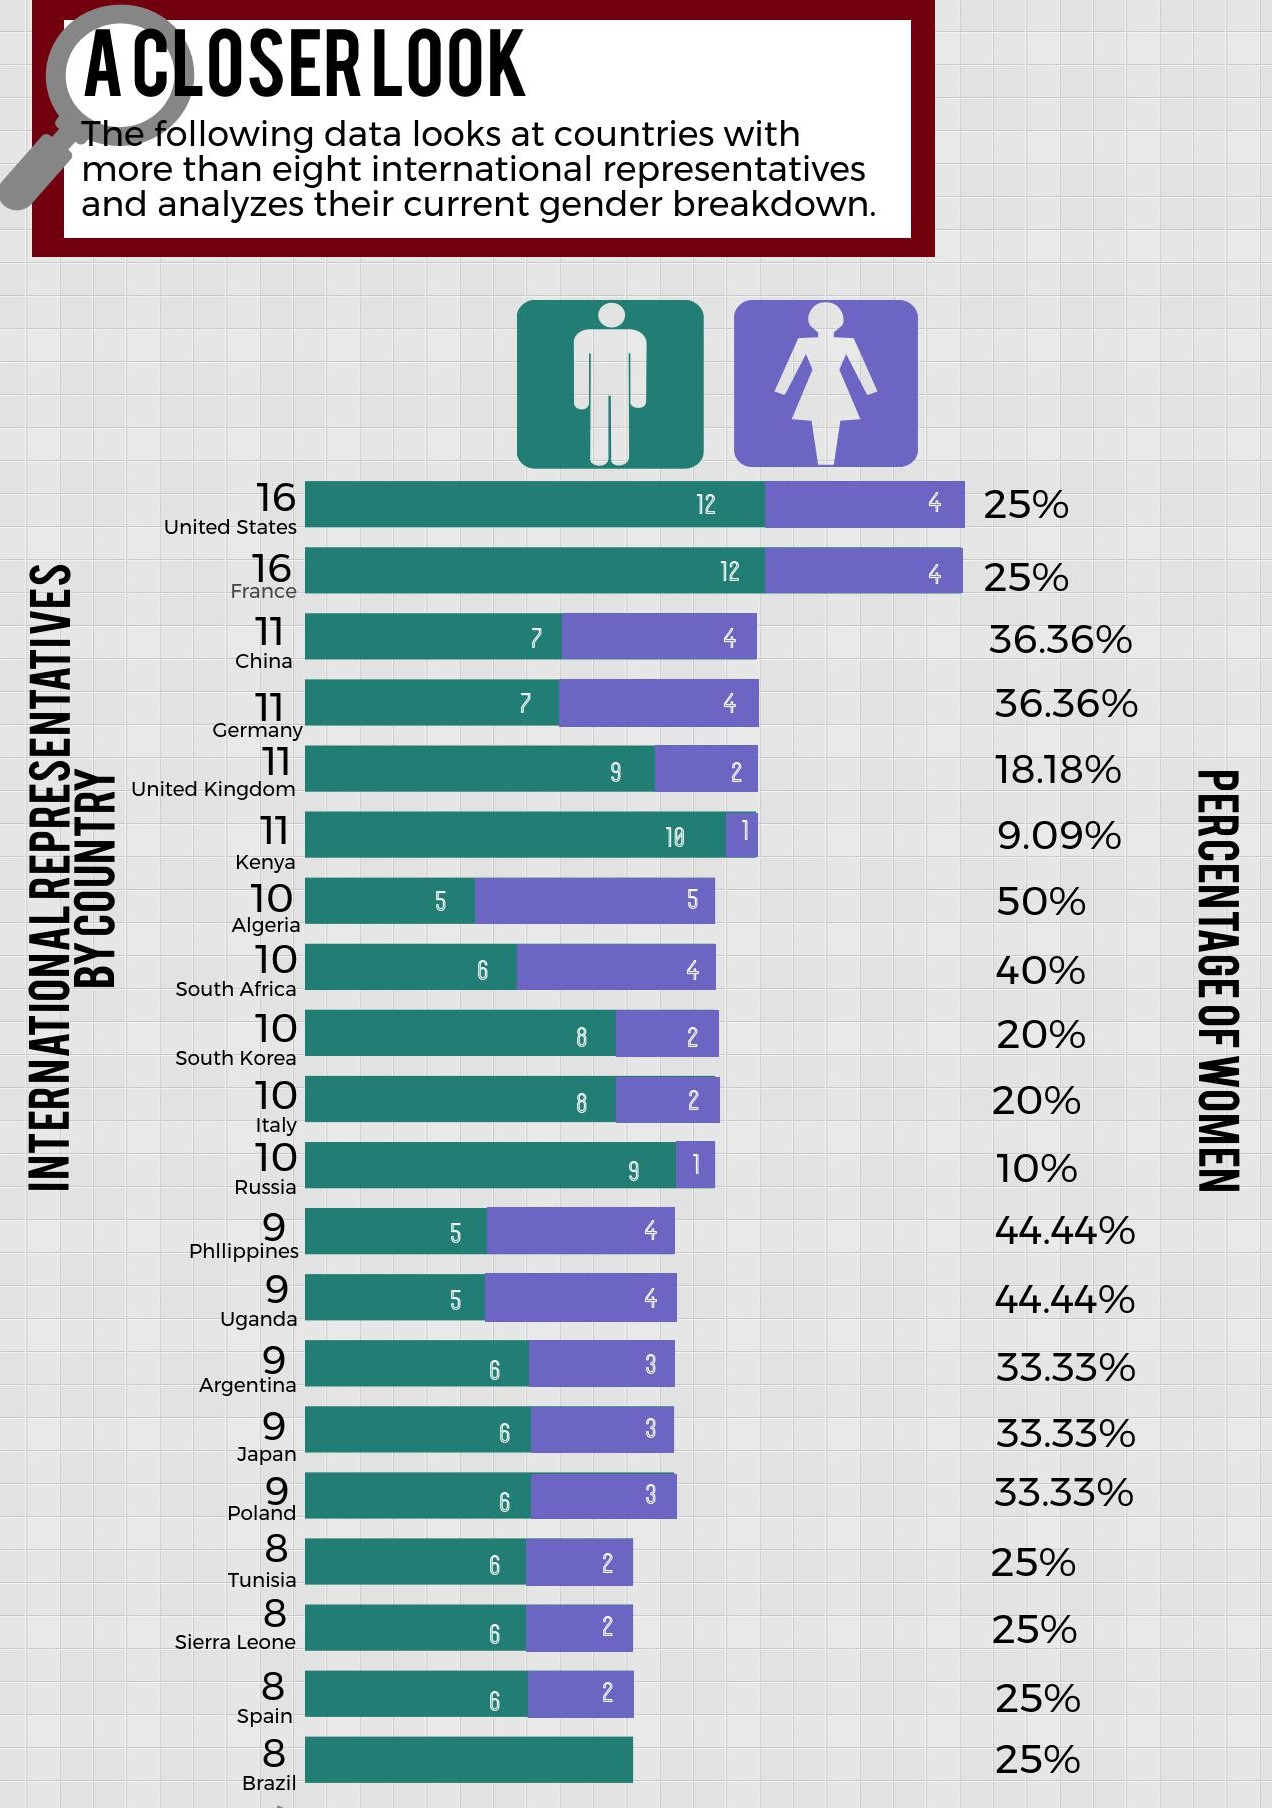 A CLOSER LOOK
The following data looks at countries with
more than eight international representatives
and analyzes their current gender breakdown.
INTERNATIONAL REPRESENTATIVES
BY COUNTRY
PERCENTAGE OF WOMEN
16 12 4 25%
United States
16 12 4 25%
France
11 7 4 36.36%
China
11 7 4 36.36%
Germany
11 9 2 18.18%
United Kingdom
11 10 1 9.09%
Kenya
10 5 5 50%
Algeria
10 6 4 40%
South Africa
10 8 2 20%
South Korea
10 8 2 20%
Italy
10 9 1 10%
Russia
9 5 4 44.44%
Phllippines
9 5 4 44.44%
Uganda
9 6 3 33.33%
Argentina
9 6 3 33.33%
Japan
9 6 3 33.33%
Poland
8 6 2 25%
Tunisia
8 6 2 25%
Sierra Leone
8 6 2 25%
Spain
8 25%
Brazil